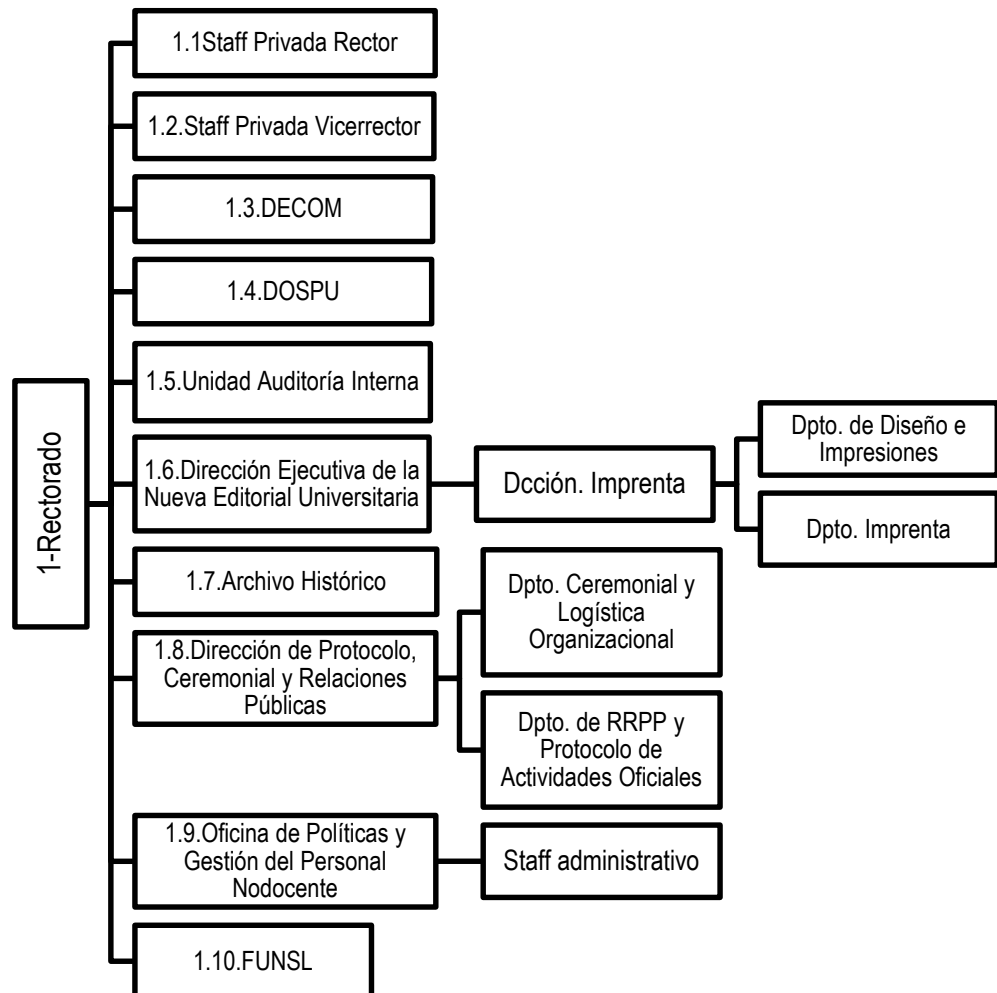 1-Rectorado
1.1Staff Privada Rector
1.2.Staff Privada Vicerrector
1.3.DECOM
1.4.DOSPU
1.5.Unidad Auditoría Interna
1.6.Dirección Ejecutiva de la
Nueva Editorial Universitaria
Dcción. Imprenta
Dpto. de Diseño e
Impresiones
Dpto. Imprenta
1.7.Archivo Histórico
1.8.Dirección de Protocolo,
Ceremonial y Relaciones
Públicas
Dpto. Ceremonial y
Logística
Organizacional
Dpto. de RRPP y
Protocolo de
Actividades Oficiales
1.9.Oficina de Políticas y
Gestión del Personal
Nodocente
Staff administrativo
1.10.FUNSL